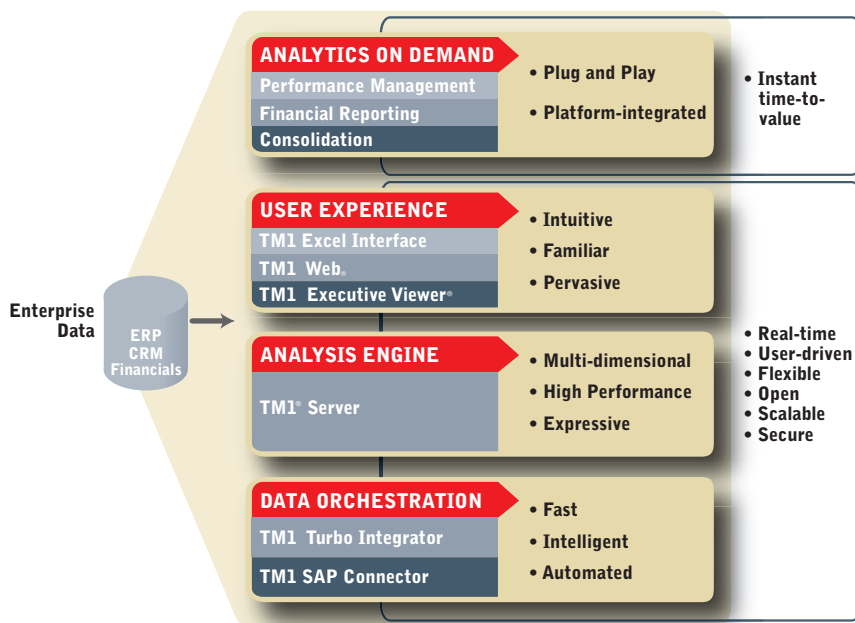 ANALYTICS ON DEMAND
Performance Management
Financial Reporting
Consolidation
• Plug and Play
• Platform-integrated
• Instant
time-to-
value
USER EXPERIENCE
TM1 Excel Interface
TM1 Web®
TM1 Executive Viewer®
• Intuitive
• Familiar
• Pervasive
Enterprise
Data
ERP
CRM
Financials
ANALYSIS ENGINE
TM1® Server
• Multi-dimensional
• High Performance
• Expressive
• Real-time
• User-driven
• Flexible
• Open
• Scalable
• Secure
DATA ORCHESTRATION
TM1 Turbo Integrator
TM1 SAP Connector
• Fast
• Intelligent
• Automated